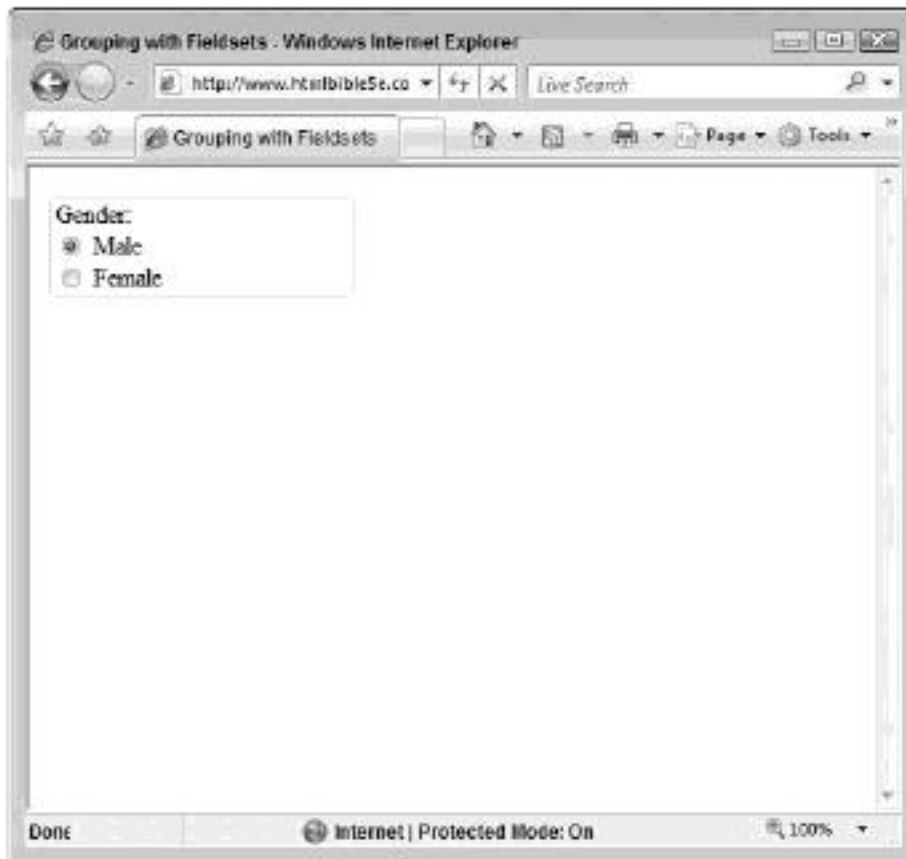 Grouping with Fieldsets - Windows Internet Explorer
http://www.htmlbible5e.co
Live Search
Grouping with Fieldsets
Page
Tools
Gender:
Male
Female
Done
Internet | Protected Mode: On
100%